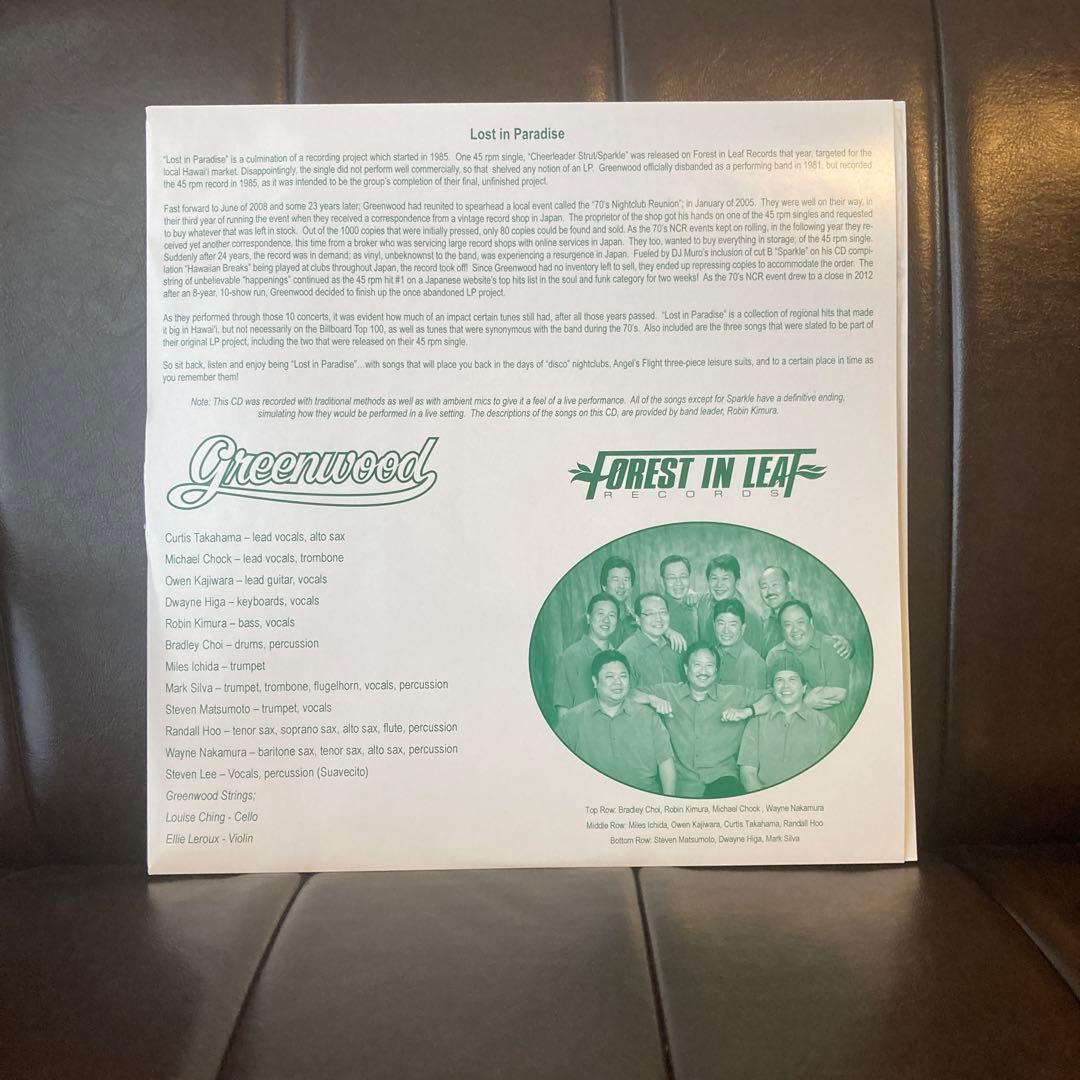 Lost in Paradise
"Lost in Paradise" is a culmination of a recording project which started in 1985. One 45 rpm single, "Cheerleader Strut/Sparkle" was released on Forest in Leaf Records that year, targeted for the
local Hawai'i market. Disappointingly, the single did not perform well commercially, so that shelved any notion of an LP. Greenwood officially disbanded as a performing band in 1981, but recorded
the 45 rpm record in 1985, as it was intended to be the group's completion of their final, unfinished project.
Fast forward to June of 2008 and some 23 years later; Greenwood had reunited to spearhead a local event called the "70's Nightclub Reunion"; in January of 2005. They were well on their way, in
their third year of running the event when they received a correspondence from a vintage record shop in Japan. The proprietor of the shop got his hands on one of the 45 rpm singles and requested
to buy whatever that was left in stock. Out of the 1000 copies that were initially pressed, only 80 copies could be found and sold. As the 70's NCR events kept on rolling, in the following year they re-
ceived yet another correspondence, this time from a broker who was servicing large record shops with online services in Japan. They too, wanted to buy everything in storage; of the 45 rpm single.
Suddenly after 24 years, the record was in demand; as vinyl, unbeknownst to the band, was experiencing a resurgence in Japan. Fueled by DJ Muro's inclusion of cut B "Sparkle" on his CD compi-
lation "Hawaiian Breaks" being played at clubs throughout Japan, the record took off! Since Greenwood had no inventory left to sell, they ended up repressing copies to accommodate the order. The
string of unbelievable "happenings" continued as the 45 rpm hit #1 on a Japanese website's top hits list in the soul and funk category for two weeks! As the 70's NCR event drew to a close in 2012
after an 8-year, 10-show run, Greenwood decided to finish up the once abandoned LP project.
As they performed through those 10 concerts, it was evident how much of an impact certain tunes still had, after all those years passed. "Lost in Paradise" is a collection of regional hits that made
it big in Hawai'i, but not necessarily on the Billboard Top 100, as well as tunes that were synonymous with the band during the 70's. Also included are the three songs that were slated to be part of
their original LP project, including the two that were released on their 45 rpm single.
So sit back, listen and enjoy being "Lost in Paradise"...with songs that will place you back in the days of "disco" nightclubs, Angel's Flight three-piece leisure suits, and to a certain place in time as
you remember them!
Note: This CD was recorded with traditional methods as well as with ambient mics to give it a feel of a live performance. All of the songs except for Sparkle have a definitive ending,
simulating how they would be performed in a live setting. The descriptions of the songs on this CD, are provided by band leader, Robin Kimura.
Greenwood
FOREST IN LEAF
RECORDS
Curtis Takahama – lead vocals, alto sax
Michael Chock – lead vocals, trombone
Owen Kajiwara – lead guitar, vocals
Dwayne Higa – keyboards, vocals
Robin Kimura – bass, vocals
Bradley Choi – drums, percussion
Miles Ichida – trumpet
Mark Silva – trumpet, trombone, flugelhorn, vocals, percussion
Steven Matsumoto – trumpet, vocals
Randall Hoo – tenor sax, soprano sax, alto sax, flute, percussion
Wayne Nakamura – baritone sax, tenor sax, alto sax, percussion
Steven Lee – Vocals, percussion (Suavecito)
Greenwood Strings;
Louise Ching - Cello
Ellie Leroux - Violin
Top Row: Bradley Choi, Robin Kimura, Michael Chock , Wayne Nakamura
Middle Row: Miles Ichida, Owen Kajiwara, Curtis Takahama, Randall Hoo
Bottom Row: Steven Matsumoto, Dwayne Higa, Mark Silva